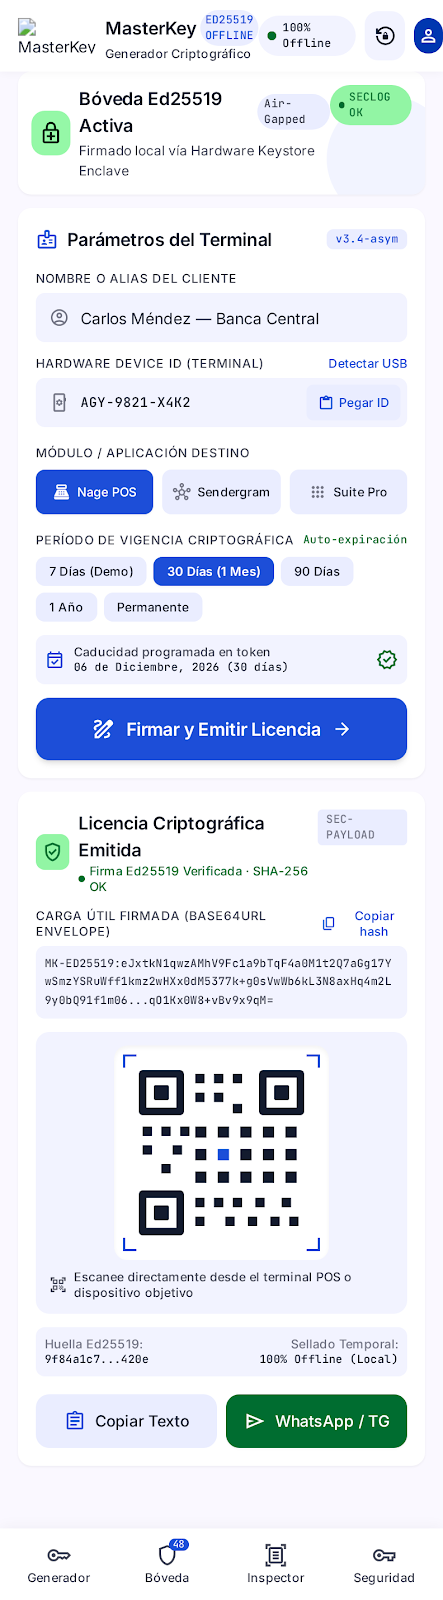 MasterKey
MasterKey
ED25519
OFFLINE
100%
Offline
Generador Criptográfico
Bóveda Ed25519
Activa
Air-
Gapped
SECLOG
OK
Firmado local vía Hardware Keystore
Enclave
Parámetros del Terminal
v3.4-asym
NOMBRE O ALIAS DEL CLIENTE
Carlos Méndez — Banca Central
HARDWARE DEVICE ID (TERMINAL)
Detectar USB
AGY-9821-X4K2
Pegar ID
MÓDULO / APLICACIÓN DESTINO
Nage POS
Sendergram
Suite Pro
PERÍODO DE VIGENCIA CRIPTOGRÁFICA
Auto-expiración
7 Días (Demo)
30 Días (1 Mes)
90 Días
1 Año
Permanente
Caducidad programada en token
06 de Diciembre, 2026 (30 días)
Firmar y Emitir Licencia
Licencia Criptográfica
Emitida
SEC-
PAYLOAD
Firma Ed25519 Verificada · SHA-256
OK
CARGA ÚTIL FIRMADA (BASE64URL
ENVELOPE)
Copiar
hash
MK-ED25519:eJxtkN1qwzAMhV9Fc1a9bTqF4a0M1t2Q7aGg17Y
wSmzYSRuWff1kmz2wHXx0dM5377k+g0sVwWb6kL3N8axHq4m2L
9y0bQ91f1m06...qO1Kx0W8+vBv9x9qM=
Escanee directamente desde el terminal POS o
dispositivo objetivo
Huella Ed25519:
9f84a1c7...420e
Sellado Temporal:
100% Offline (Local)
Copiar Texto
WhatsApp / TG
Generador
48
Bóveda
Inspector
Seguridad